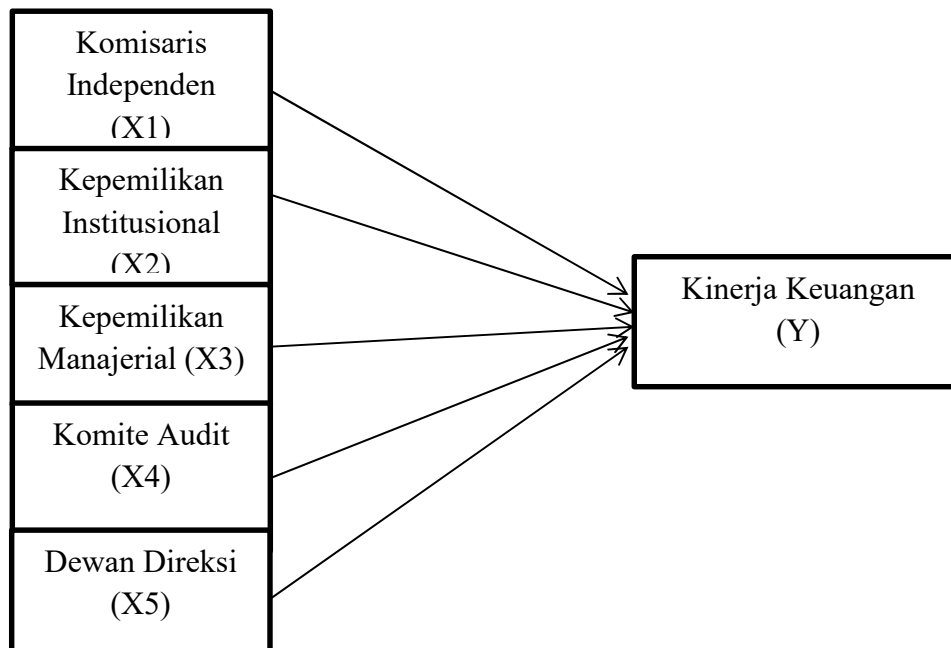 Komisaris
Independen
(X1)
Kepemilikan
Institusional
(X2)
Kepemilikan
Manajerial (X3)
Komite Audit
(X4)
Dewan Direksi
(X5)
Kinerja Keuangan
(Y)